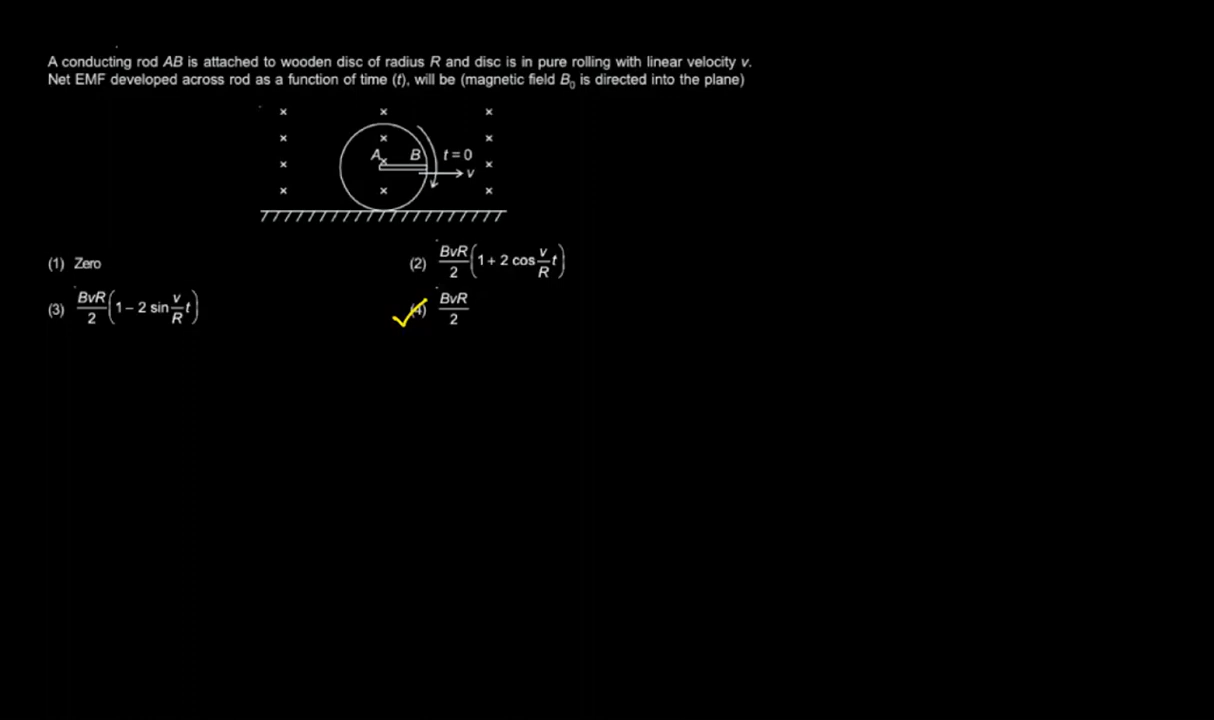 A conducting rod AB is attached to wooden disc of radius R and disc is in pure rolling with linear velocity v.
Net EMF developed across rod as a function of time (t), will be (magnetic field B₀ is directed into the plane)
× × ×
× × ×
A B t = 0
× × ×
v
× × ×
(1) Zero
(2) BvR/2 (1 + 2 cos v/R t)
(3) BvR/2 (1 – 2 sin v/R t)
(4) BvR/2